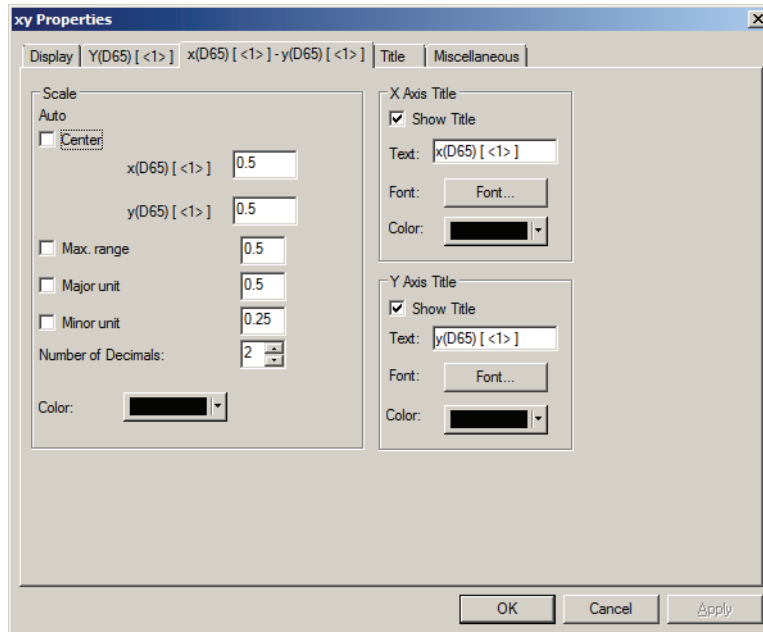 xy Properties
Display Y(D65) [ <1> ] x(D65) [ <1> ] - y(D65) [ <1> ] Title Miscellaneous
Scale
Auto
Center
x(D65) [ <1> ] 0.5
y(D65) [ <1> ] 0.5
Max. range 0.5
Major unit 0.5
Minor unit 0.25
Number of Decimals: 2
Color:
X Axis Title
Show Title
Text: x(D65) [ <1> ]
Font: Font...
Color:
Y Axis Title
Show Title
Text: y(D65) [ <1> ]
Font: Font...
Color:
OK Cancel Apply